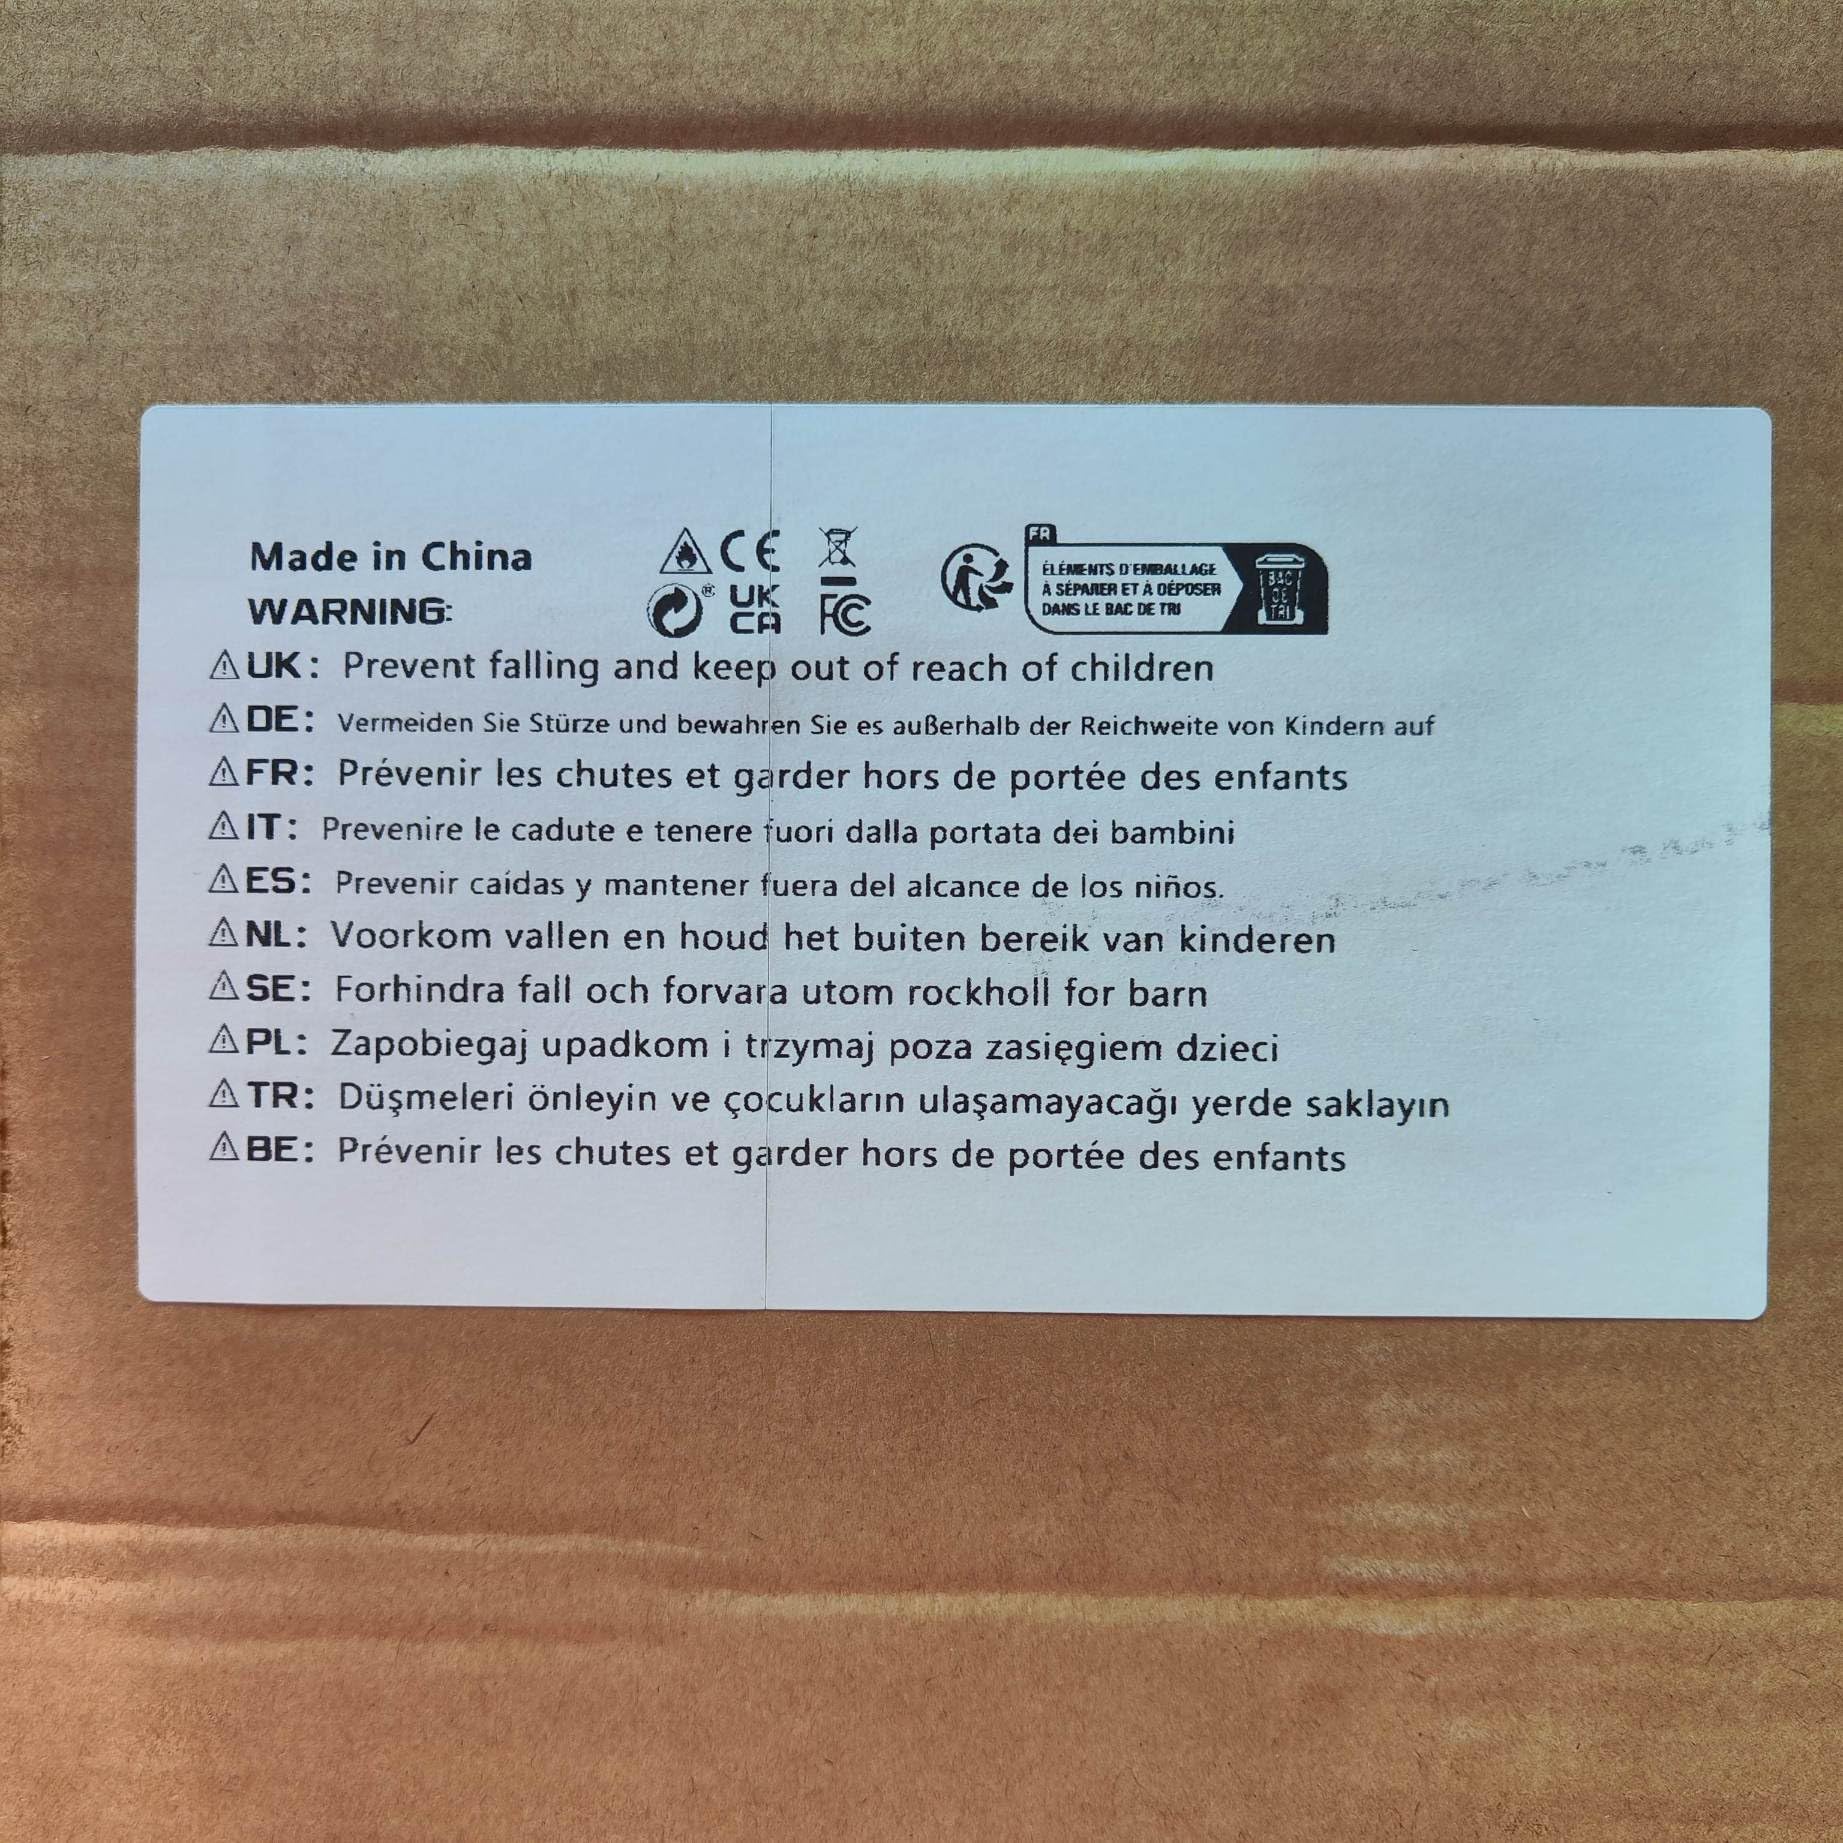 Made in China
WARNING:
CE
® UK
CA
FC
FR
ÉLÉMENTS D'EMBALLAGE
À SÉPARER ET À DÉPOSER
DANS LE BAC DE TRI
BAC
DE
TRI
UK: Prevent falling and keep out of reach of children
DE: Vermeiden Sie Stürze und bewahren Sie es außerhalb der Reichweite von Kindern auf
FR: Prévenir les chutes et garder hors de portée des enfants
IT: Prevenire le cadute e tenere fuori dalla portata dei bambini
ES: Prevenir caídas y mantener fuera del alcance de los niños.
NL: Voorkom vallen en houd het buiten bereik van kinderen
SE: Forhindra fall och forvara utom rockholl for barn
PL: Zapobiegaj upadkom i trzymaj poza zasięgiem dzieci
TR: Düşmeleri önleyin ve çocukların ulaşamayacağı yerde saklayın
BE: Prévenir les chutes et garder hors de portée des enfants